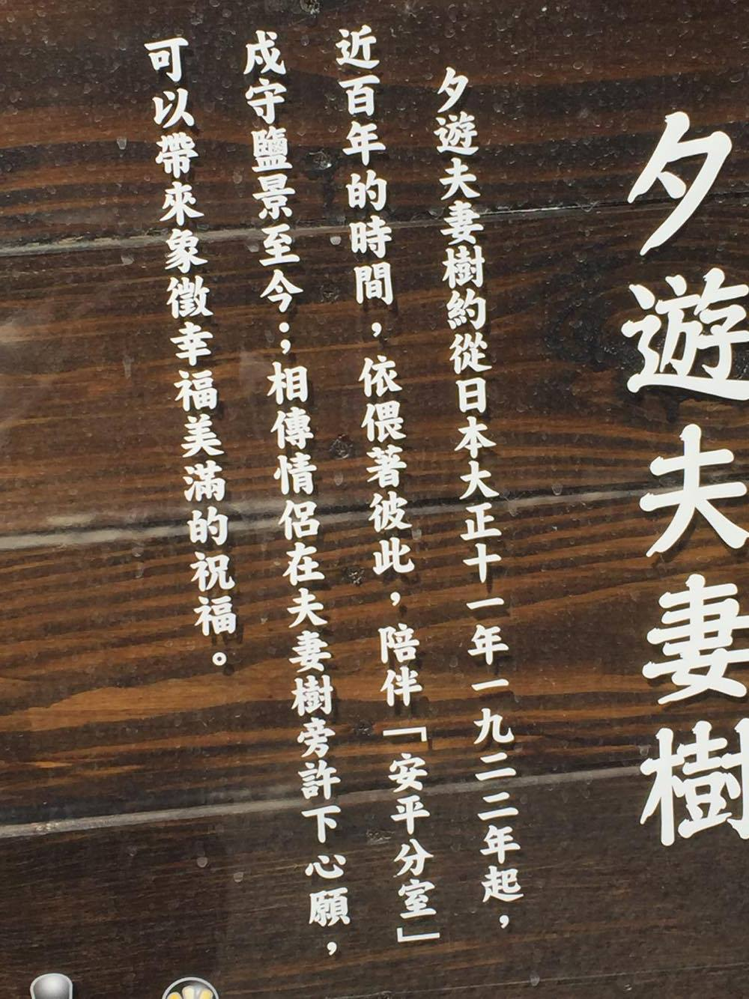 夕遊夫妻樹
夕遊夫妻樹約從日本大正十一年一九二二年起，
近百年的時間，依偎著彼此，陪伴「安平分室」
戍守鹽景至今；相傳情侶在夫妻樹旁許下心願，
可以帶來象徵幸福美滿的祝福。